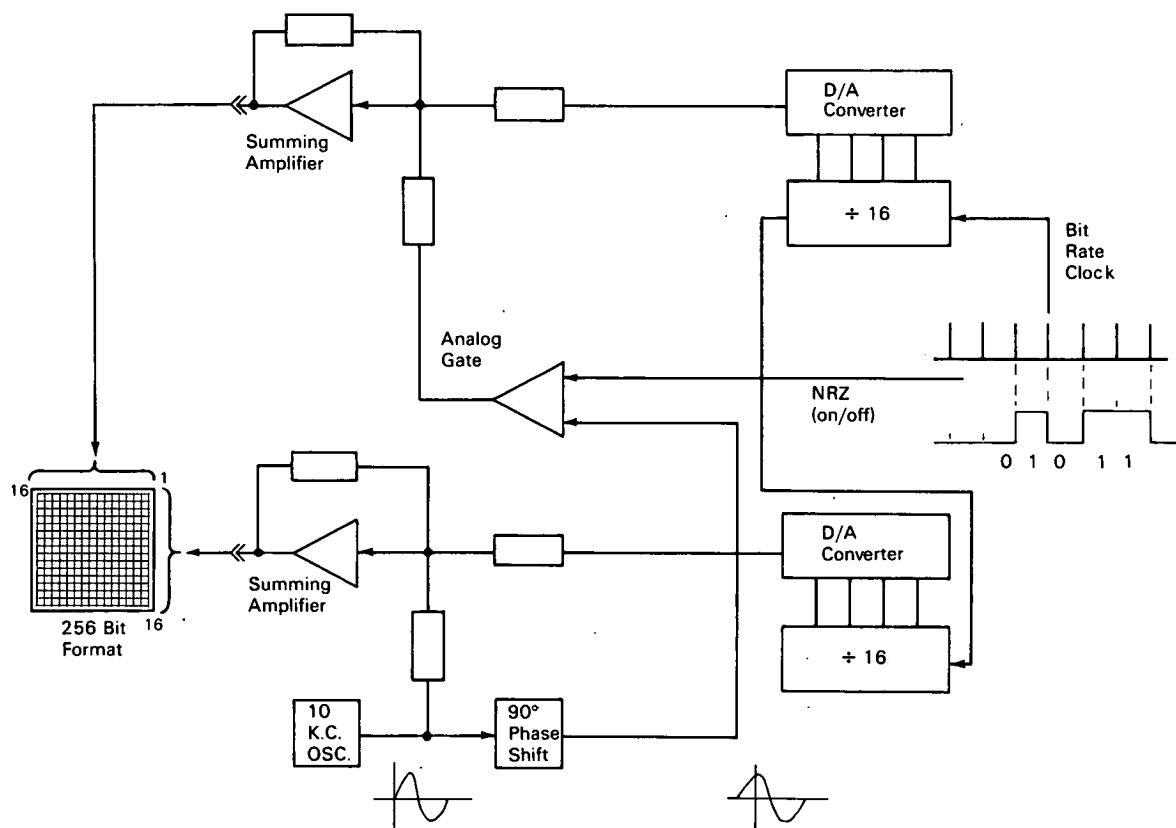 D/A
Converter
Summing
Amplifier
÷ 16
Bit
Rate
Clock
Analog
Gate
NRZ
(on/off)
0 1 0 1 1
16
1
D/A
Converter
Summing
Amplifier
16
256 Bit
Format
÷ 16
10
K.C.
OSC.
90°
Phase
Shift